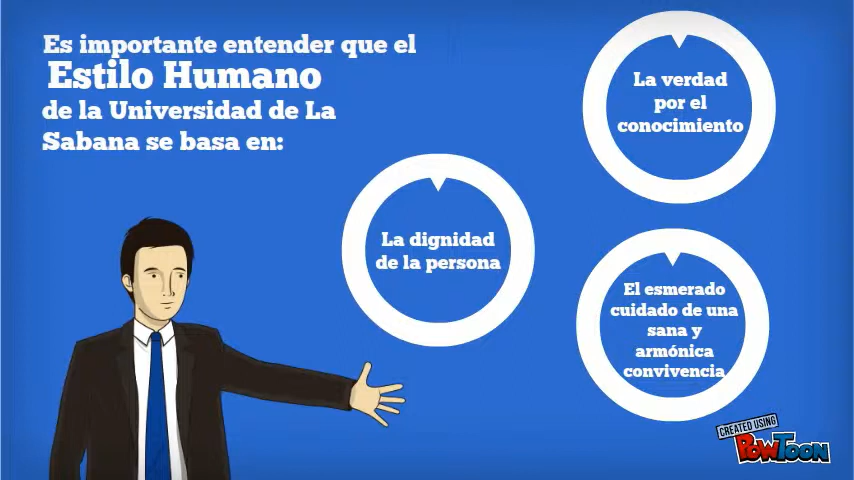 Es importante entender que el
Estilo Humano
de la Universidad de La
Sabana se basa en:
La dignidad
de la persona
La verdad
por el
conocimiento
El esmerado
cuidado de una
sana y
armónica
convivencia
CREATED USING
POWTOON